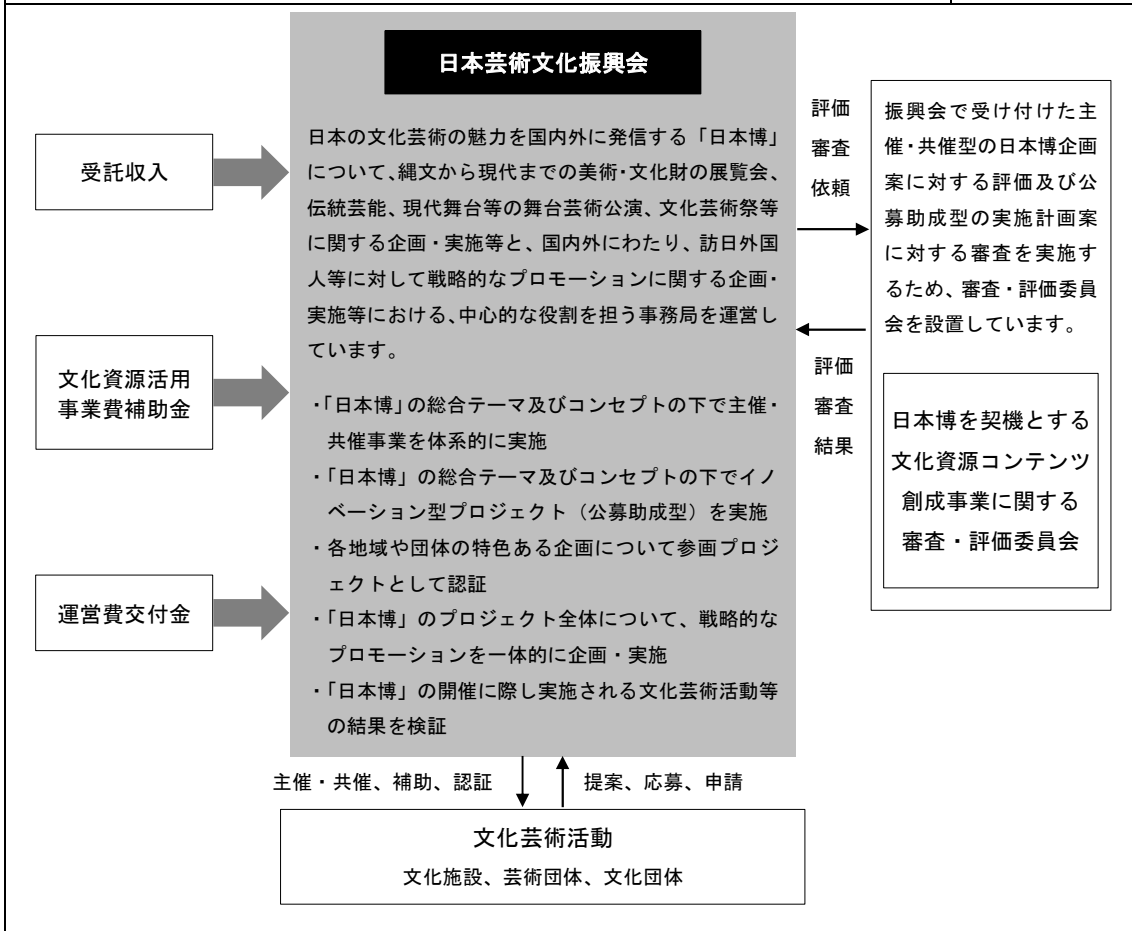 日本芸術文化振興会
受託収入
文化資源活用
事業費補助金
運営費交付金
日本の文化芸術の魅力を国内外に発信する「日本博」
について、縄文から現代までの美術・文化財の展覧会、
伝統芸能、現代舞台等の舞台芸術公演、文化芸術祭等
に関する企画・実施等と、国内外にわたり、訪日外国
人等に対して戦略的なプロモーションに関する企画・
実施等における、中心的な役割を担う事務局を運営し
ています。
・「日本博」の総合テーマ及びコンセプトの下で主催・
共催事業を体系的に実施
・「日本博」の総合テーマ及びコンセプトの下でイノ
ベーション型プロジェクト（公募助成型）を実施
・各地域や団体の特色ある企画について参画プロジ
ェクトとして認証
・「日本博」のプロジェクト全体について、戦略的な
プロモーションを一体的に企画・実施
・「日本博」の開催に際し実施される文化芸術活動等
の結果を検証
評価
審査
依頼
評価
審査
結果
振興会で受け付けた主
催・共催型の日本博企画
案に対する評価及び公
募助成型の実施計画案
に対する審査を実施す
るため、審査・評価委員
会を設置しています。
日本博を契機とする
文化資源コンテンツ
創成事業に関する
審査・評価委員会
主催・共催、補助、認証
提案、応募、申請
文化芸術活動
文化施設、芸術団体、文化団体